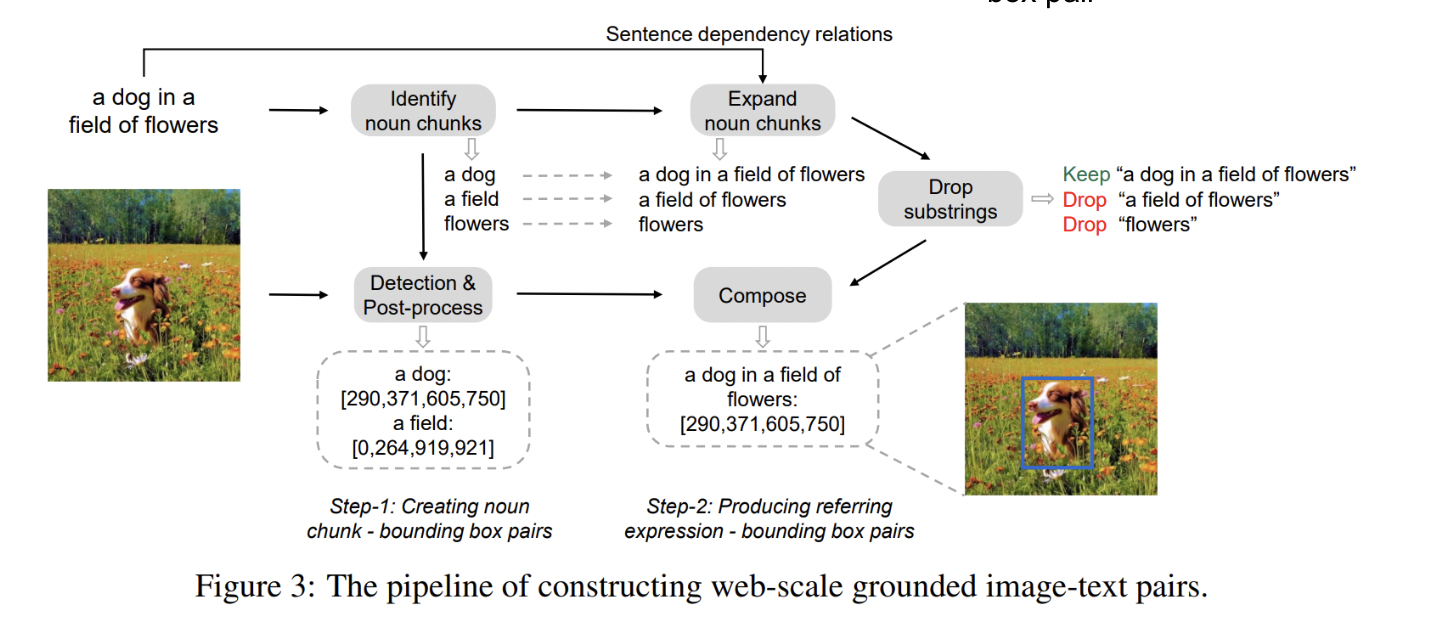 box pair
Sentence dependency relations
a dog in a
field of flowers
Identify
noun chunks
Expand
noun chunks
a dog
a field
flowers
a dog in a field of flowers
a field of flowers
flowers
Drop
substrings
Keep “a dog in a field of flowers”
Drop “a field of flowers”
Drop “flowers”
Detection &
Post-process
Compose
a dog:
[290,371,605,750]
a field:
[0,264,919,921]
a dog in a field of
flowers:
[290,371,605,750]
Step-1: Creating noun
chunk - bounding box pairs
Step-2: Producing referring
expression - bounding box pairs
Figure 3: The pipeline of constructing web-scale grounded image-text pairs.